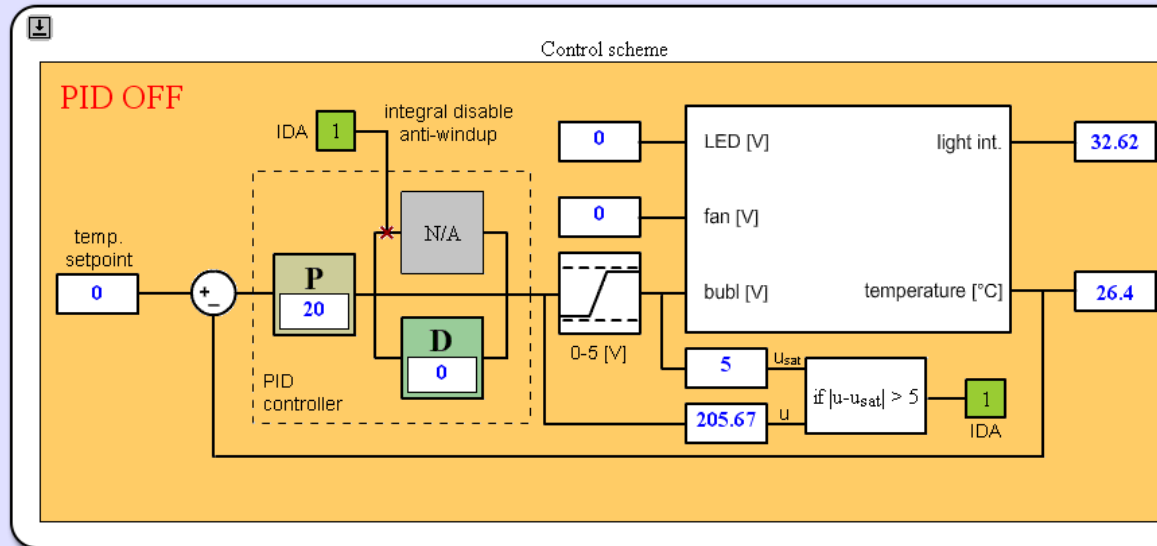 Control scheme
PID OFF
integral disable
anti-windup
IDA
1
0
LED [V]
light int.
32.62
N/A
0
fan [V]
temp.
setpoint
0
+
−
P
20
bubl [V]
temperature [°C]
26.4
D
0
0-5 [V]
PID
controller
5
usat
if |u-usat| > 5
1
IDA
205.67
u